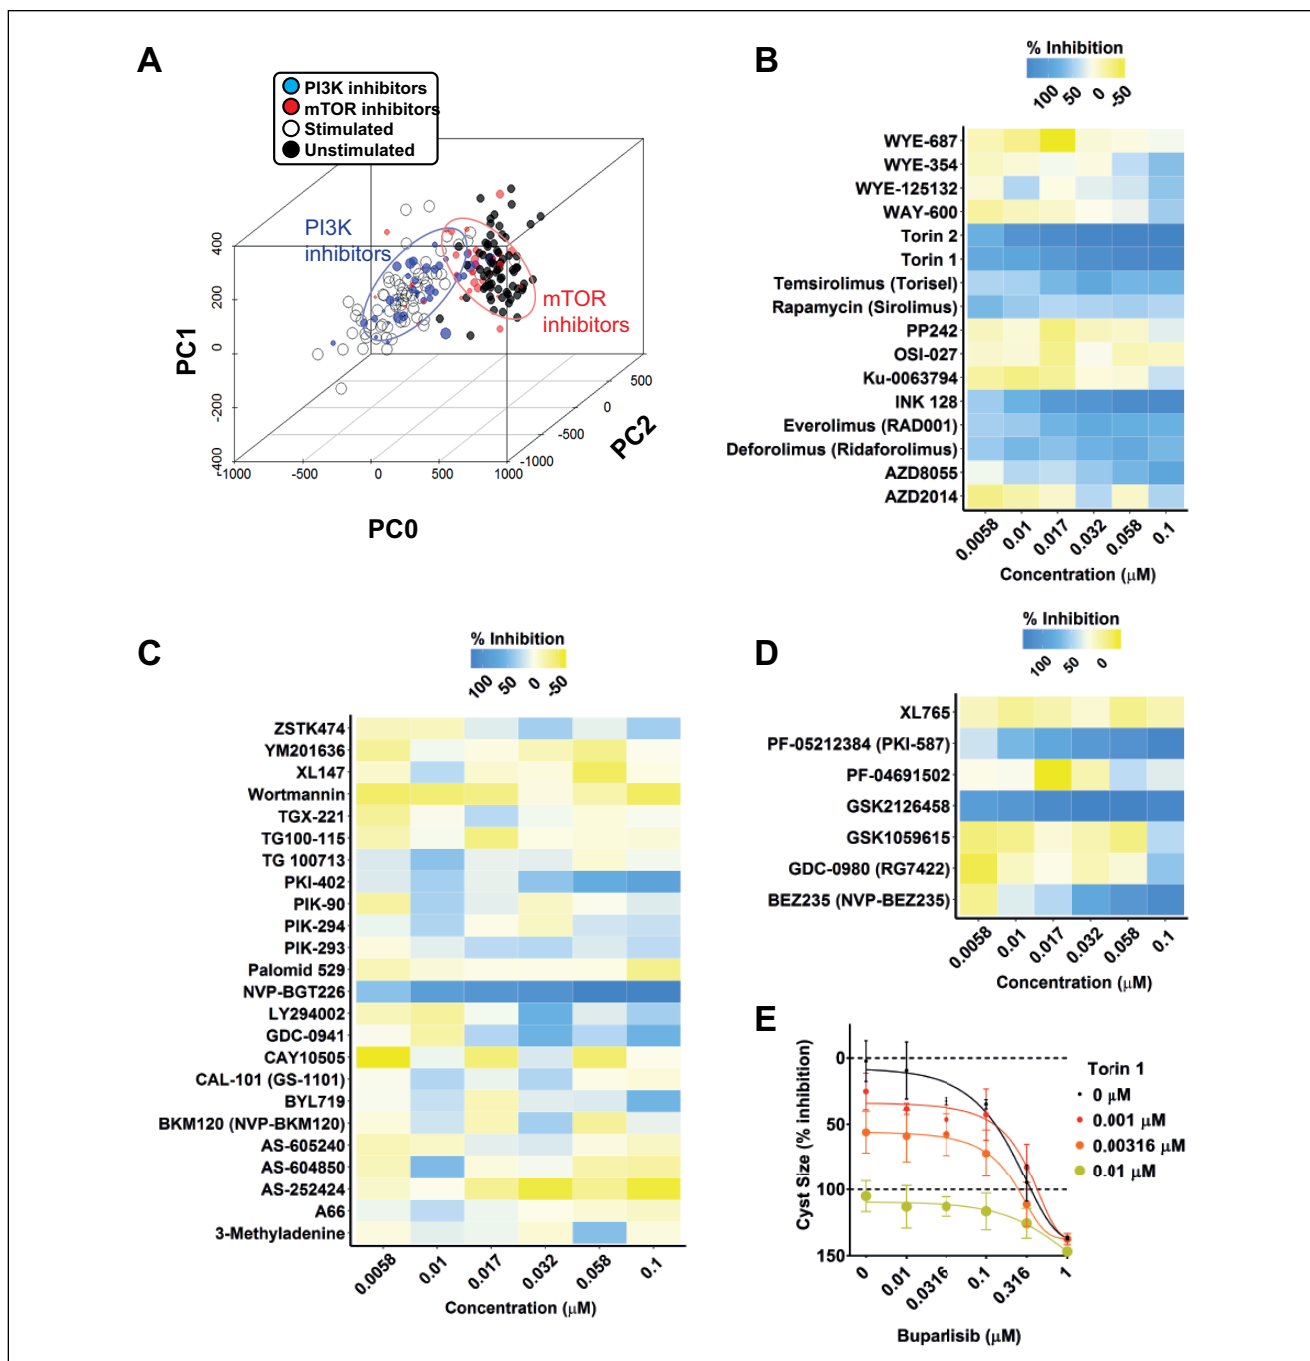 A
PI3K inhibitors
mTOR inhibitors
Stimulated
Unstimulated
PI3K
inhibitors
mTOR
inhibitors
400
200
0
-200
-400
PC1
-1000
-500
0
500
1000
PC0
-1000
-500
0
500
PC2
B
% Inhibition
100
50
0
-50
WYE-687
WYE-354
WYE-125132
WAY-600
Torin 2
Torin 1
Temsirolimus (Torisel)
Rapamycin (Sirolimus)
PP242
OSI-027
Ku-0063794
INK 128
Everolimus (RAD001)
Deforolimus (Ridaforolimus)
AZD8055
AZD2014
0.0058
0.01
0.017
0.032
0.058
0.1
Concentration (μM)
C
% Inhibition
100
50
0
-50
ZSTK474
YM201636
XL147
Wortmannin
TGX-221
TG100-115
TG 100713
PKI-402
PIK-90
PIK-294
PIK-293
Palomid 529
NVP-BGT226
LY294002
GDC-0941
CAY10505
CAL-101 (GS-1101)
BYL719
BKM120 (NVP-BKM120)
AS-605240
AS-604850
AS-252424
A66
3-Methyladenine
0.0058
0.01
0.017
0.032
0.058
0.1
Concentration (μM)
D
% Inhibition
100
50
0
XL765
PF-05212384 (PKI-587)
PF-04691502
GSK2126458
GSK1059615
GDC-0980 (RG7422)
BEZ235 (NVP-BEZ235)
0.0058
0.01
0.017
0.032
0.058
0.1
Concentration (μM)
E
Cyst Size (% inhibition)
0
50
100
150
Torin 1
0 μM
0.001 μM
0.00316 μM
0.01 μM
0
0.01
0.0316
0.1
0.316
1
Buparlisib (μM)